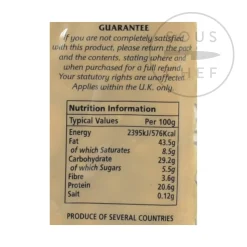 GUARANTEE
If you are not completely satisfied
with this product, please return the pack
and the contents, stating where and
when purchased for a full refund.
Your statutory rights are unaffected.
Applies within the U.K. only
SOUS
CHEF
Nutrition Information
Typical Values Per 100g
Energy 2395kJ/576Kcal
Fat 43.5g
of which Saturates 8.5g
Carbohydrate 29.2g
of which Sugars 5.5g
Fibre 3.6g
Protein 20.6g
Salt 0.12g
PRODUCE OF SEVERAL COUNTRIES